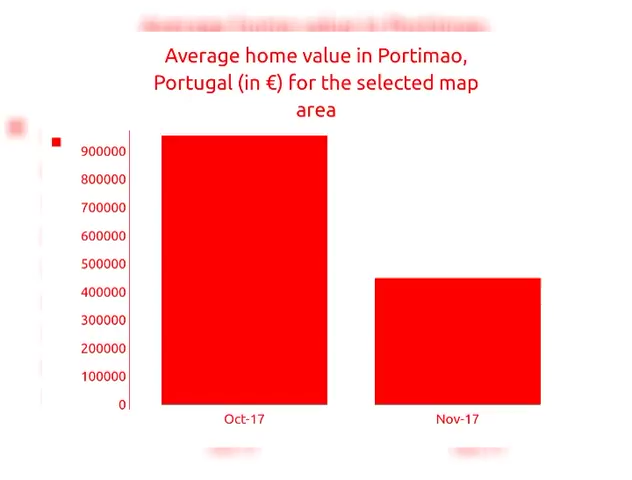 Average home value in Portimao,
Portugal (in €) for the selected map
area
900000
800000
700000
600000
500000
400000
300000
200000
100000
0
Oct-17
Nov-17